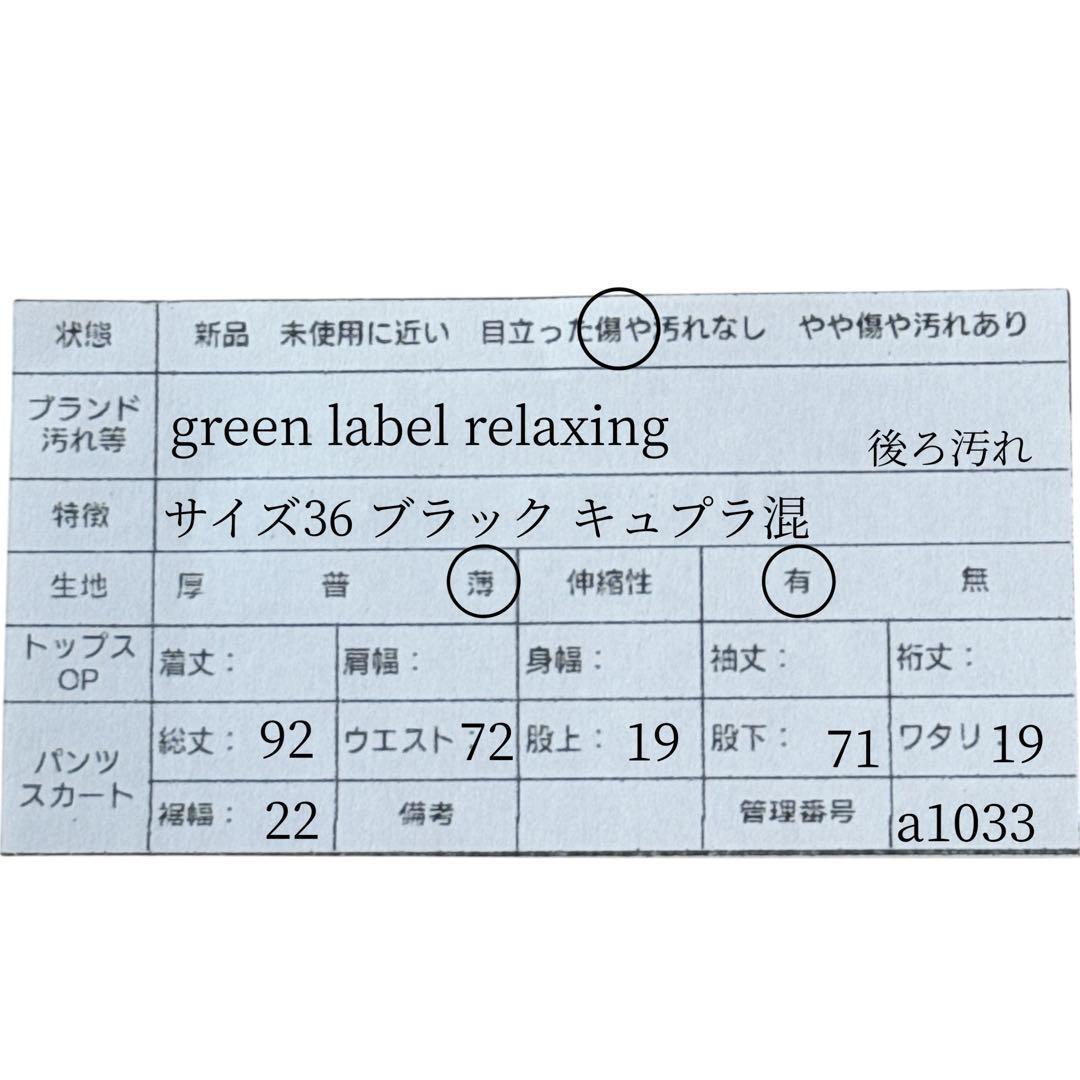 状態 新品 未使用に近い 目立った傷や汚れなし やや傷や汚れあり
ブランド
汚れ等 green label relaxing 後ろ汚れ
特徴 サイズ36 ブラック キュプラ混
生地 厚 普 薄 伸縮性 有 無
トップス
OP 着丈： 肩幅： 身幅： 袖丈： 裄丈：
パンツ
スカート 総丈： 92 ウエスト： 72 股上： 19 股下： 71 ワタリ： 19
裾幅： 22 備考 管理番号 a1033